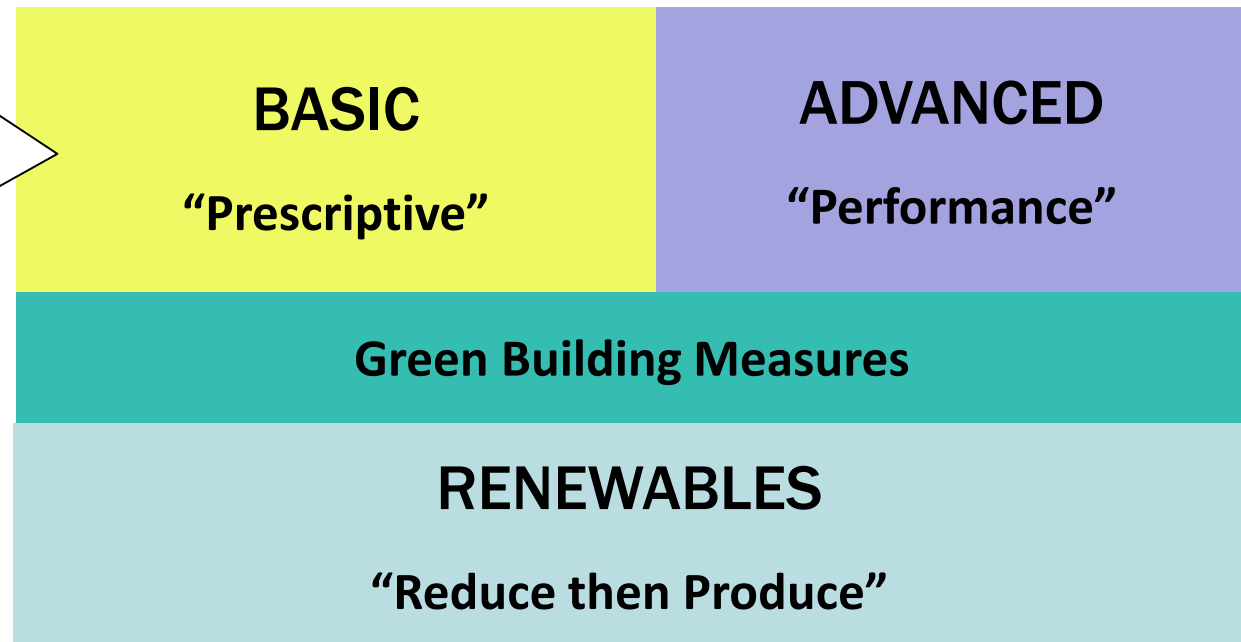 BASIC
“Prescriptive”
ADVANCED
“Performance”
Green Building Measures
RENEWABLES
“Reduce then Produce”